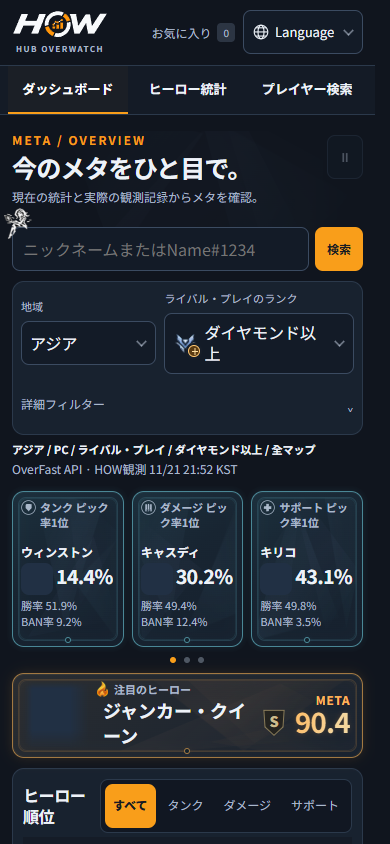 HOW
HUB OVERWATCH
お気に入り 0
Language
ダッシュボード ヒーロー統計 プレイヤー検索
META / OVERVIEW
今のメタをひと目で。
現在の統計と実際の観測記録からメタを確認。
ニックネームまたはName#1234 検索
地域
アジア
ライバル・プレイのランク
ダイヤモンド以
上
詳細フィルター
アジア / PC / ライバル・プレイ / ダイヤモンド以上 / 全マップ
OverFast API · HOW観測 11/21 21:52 KST
タンク ピック
率1位
ウィンストン
14.4%
勝率 51.9%
BAN率 9.2%
ダメージ ピッ
ク率1位
キャスディ
30.2%
勝率 49.4%
BAN率 12.4%
サポート ピッ
ク率1位
キリコ
43.1%
勝率 49.8%
BAN率 3.5%
注目のヒーロー
ジャンカー・クイ
ーン
S
META
90.4
ヒーロー
順位
すべて タンク ダメージ サポート